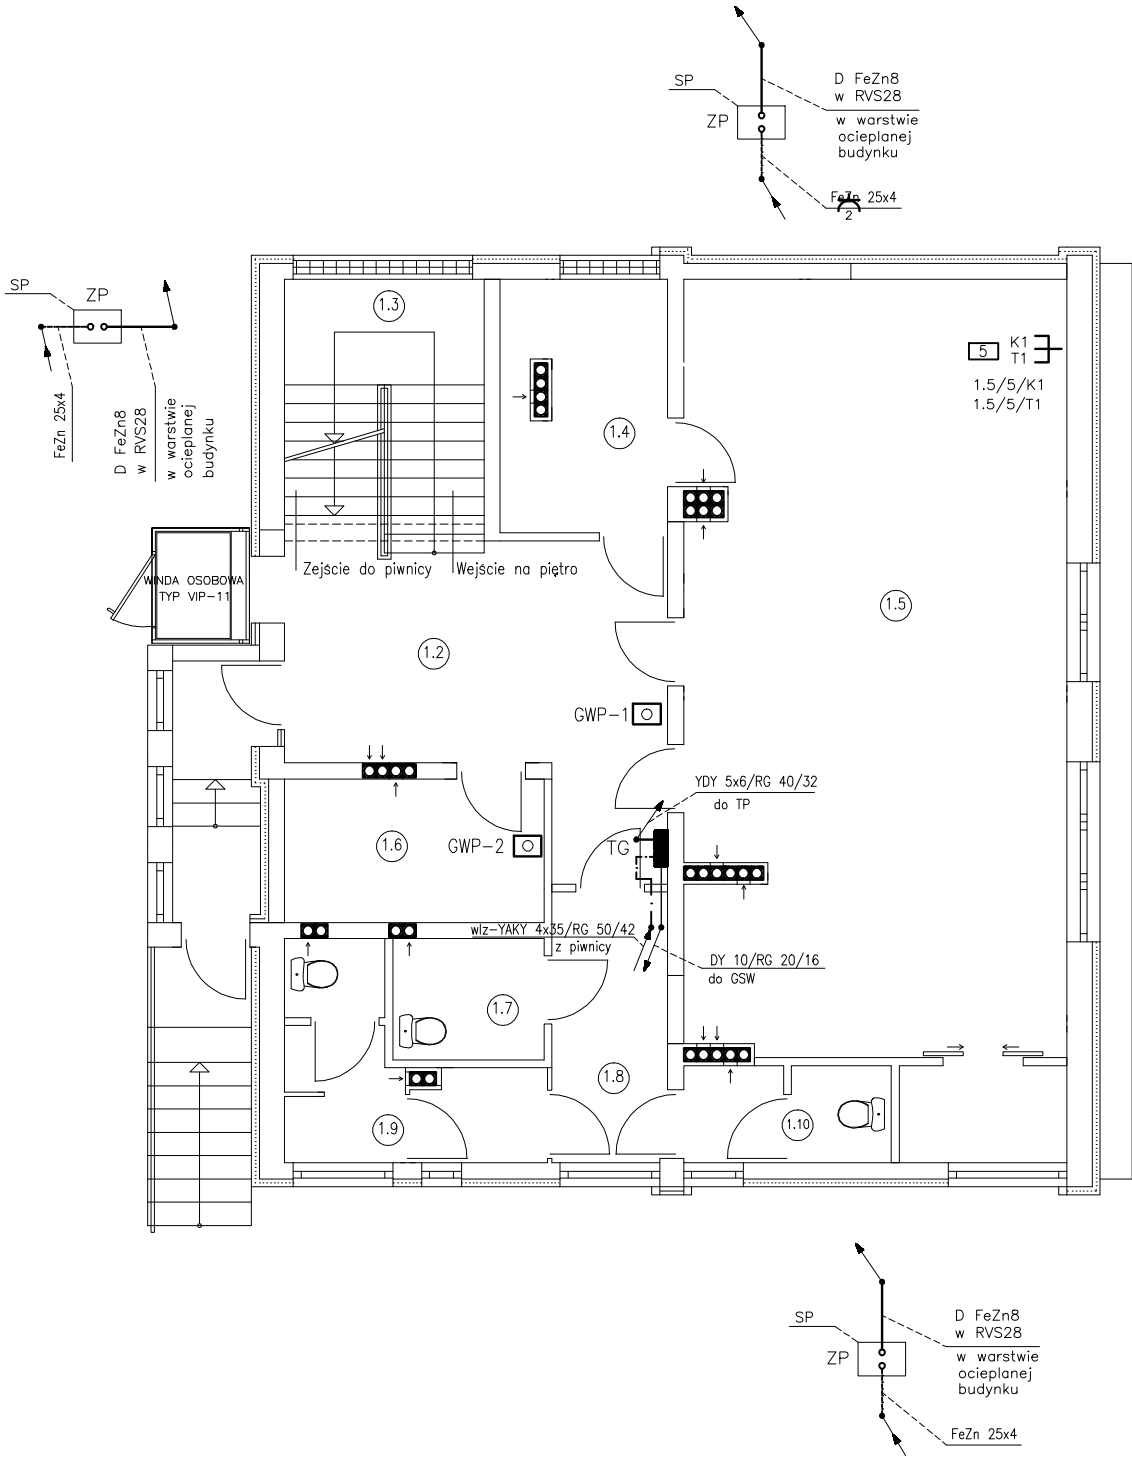 SP
ZP
D FeZn8
w RVS28
w warstwie
ocieplanej
budynku
FeZn 25x4
2
SP
ZP
FeZn 25x4
D FeZn8
w RVS28
w warstwie
ocieplanej
budynku
1.3
5
K1
T1
1.5/5/K1
1.5/5/T1
1.4
Zejście do piwnicy
Wejście na piętro
WINDA OSOBOWA
TYP VIP-11
1.5
1.2
GWP-1
YDY 5x6/RG 40/32
do TP
1.6
GWP-2
TG
wlz-YAKY 4x35/RG 50/42
z piwnicy
DY 10/RG 20/16
do GSW
1.7
1.8
1.9
1.10
SP
ZP
D FeZn8
w RVS28
w warstwie
ocieplanej
budynku
FeZn 25x4